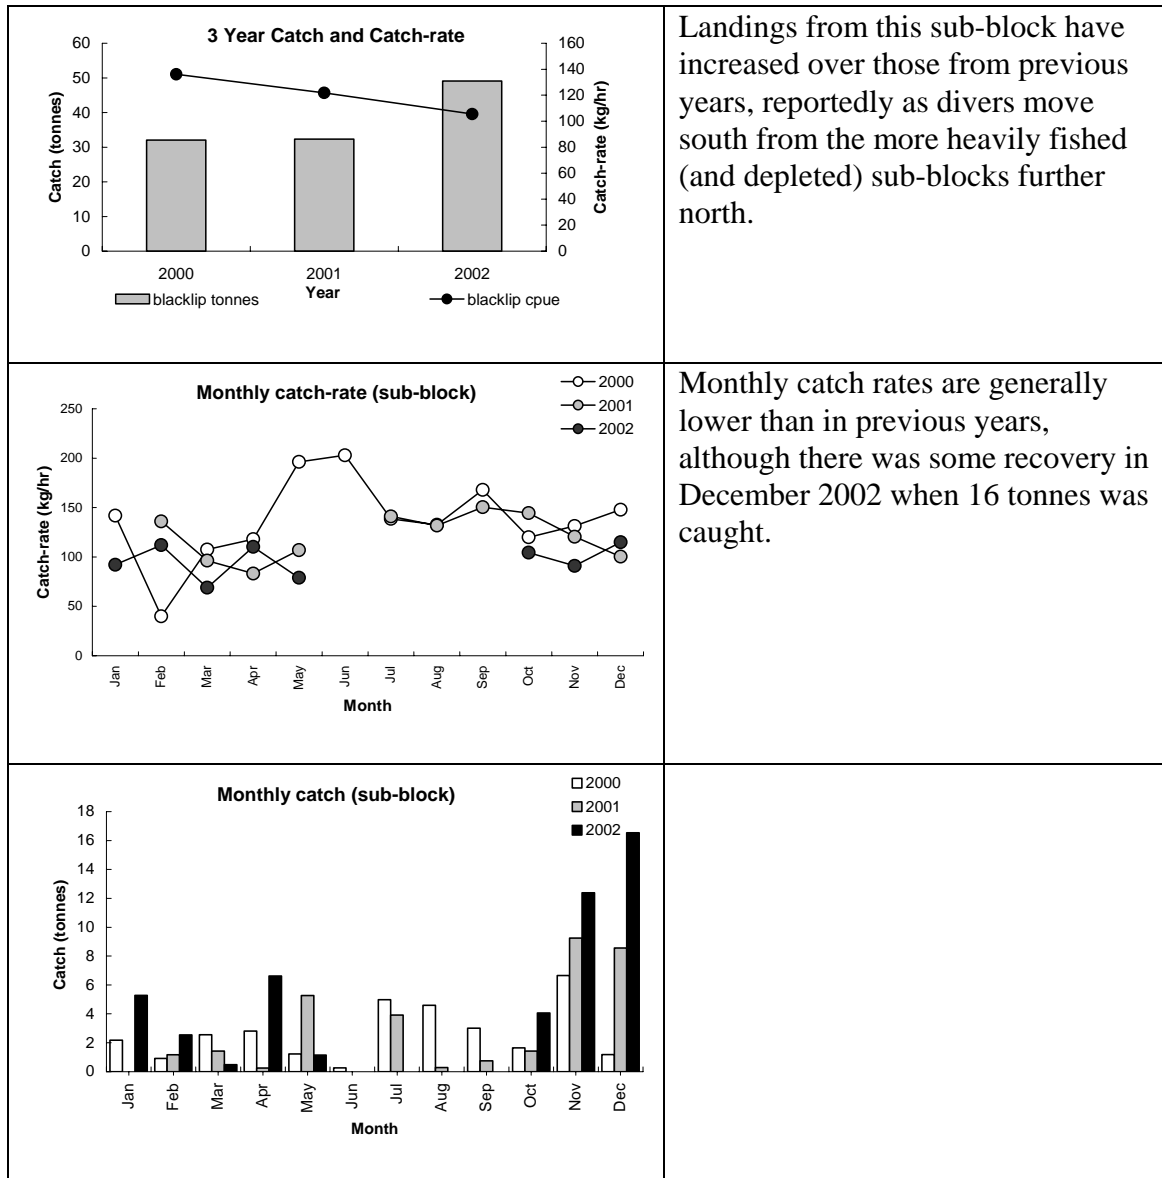 3 Year Catch and Catch-rate
60
50
40
30
20
10
0
Catch (tonnes)
160
140
120
100
80
60
40
20
0
Catch-rate (kg/hr)
2000 2001 2002
Year
blacklip tonnes blacklip cpue
Landings from this sub-block have
increased over those from previous
years, reportedly as divers move
south from the more heavily fished
(and depleted) sub-blocks further
north.
Monthly catch-rate (sub-block)
2000
2001
2002
250
200
150
100
50
0
Catch-rate (kg/hr)
Jan Feb Mar Apr May Jun Jul Aug Sep Oct Nov Dec
Month
Monthly catch rates are generally
lower than in previous years,
although there was some recovery in
December 2002 when 16 tonnes was
caught.
Monthly catch (sub-block)
2000
2001
2002
18
16
14
12
10
8
6
4
2
0
Catch (tonnes)
Jan Feb Mar Apr May Jun Jul Aug Sep Oct Nov Dec
Month